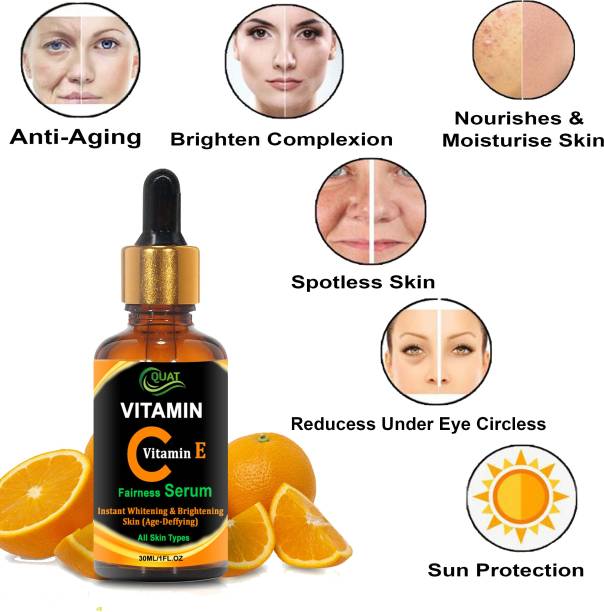 Anti-Aging
Brighten Complexion
Nourishes &
Moisturise Skin
Spotless Skin
Reducess Under Eye Circless
Sun Protection
QUAT
VITAMIN
C
Vitamin E
Fairness Serum
Instant Whitening & Brightening
Skin (Age-Deffying)
All Skin Types
30ML/1FL.OZ